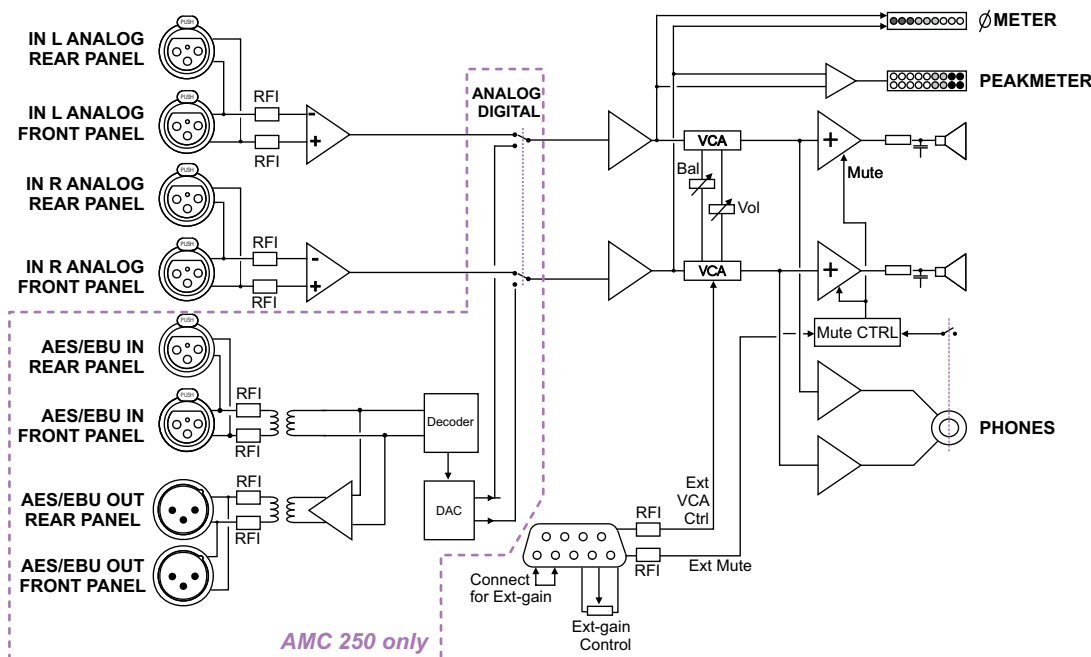 IN L ANALOG
REAR PANEL
PUSH
IN L ANALOG
FRONT PANEL
PUSH
RFI
RFI
IN R ANALOG
REAR PANEL
PUSH
IN R ANALOG
FRONT PANEL
PUSH
RFI
RFI
-
+
-
+
ANALOG
DIGITAL
ØMETER
PEAKMETER
VCA
Bal
Vol
VCA
+
Mute
+
Mute CTRL
AES/EBU IN
REAR PANEL
PUSH
AES/EBU IN
FRONT PANEL
PUSH
RFI
RFI
Decoder
DAC
AES/EBU OUT
REAR PANEL
RFI
RFI
AES/EBU OUT
FRONT PANEL
PHONES
Ext
VCA
Ctrl
RFI
RFI
Ext Mute
Connect
for Ext-gain
Ext-gain
Control
AMC 250 only